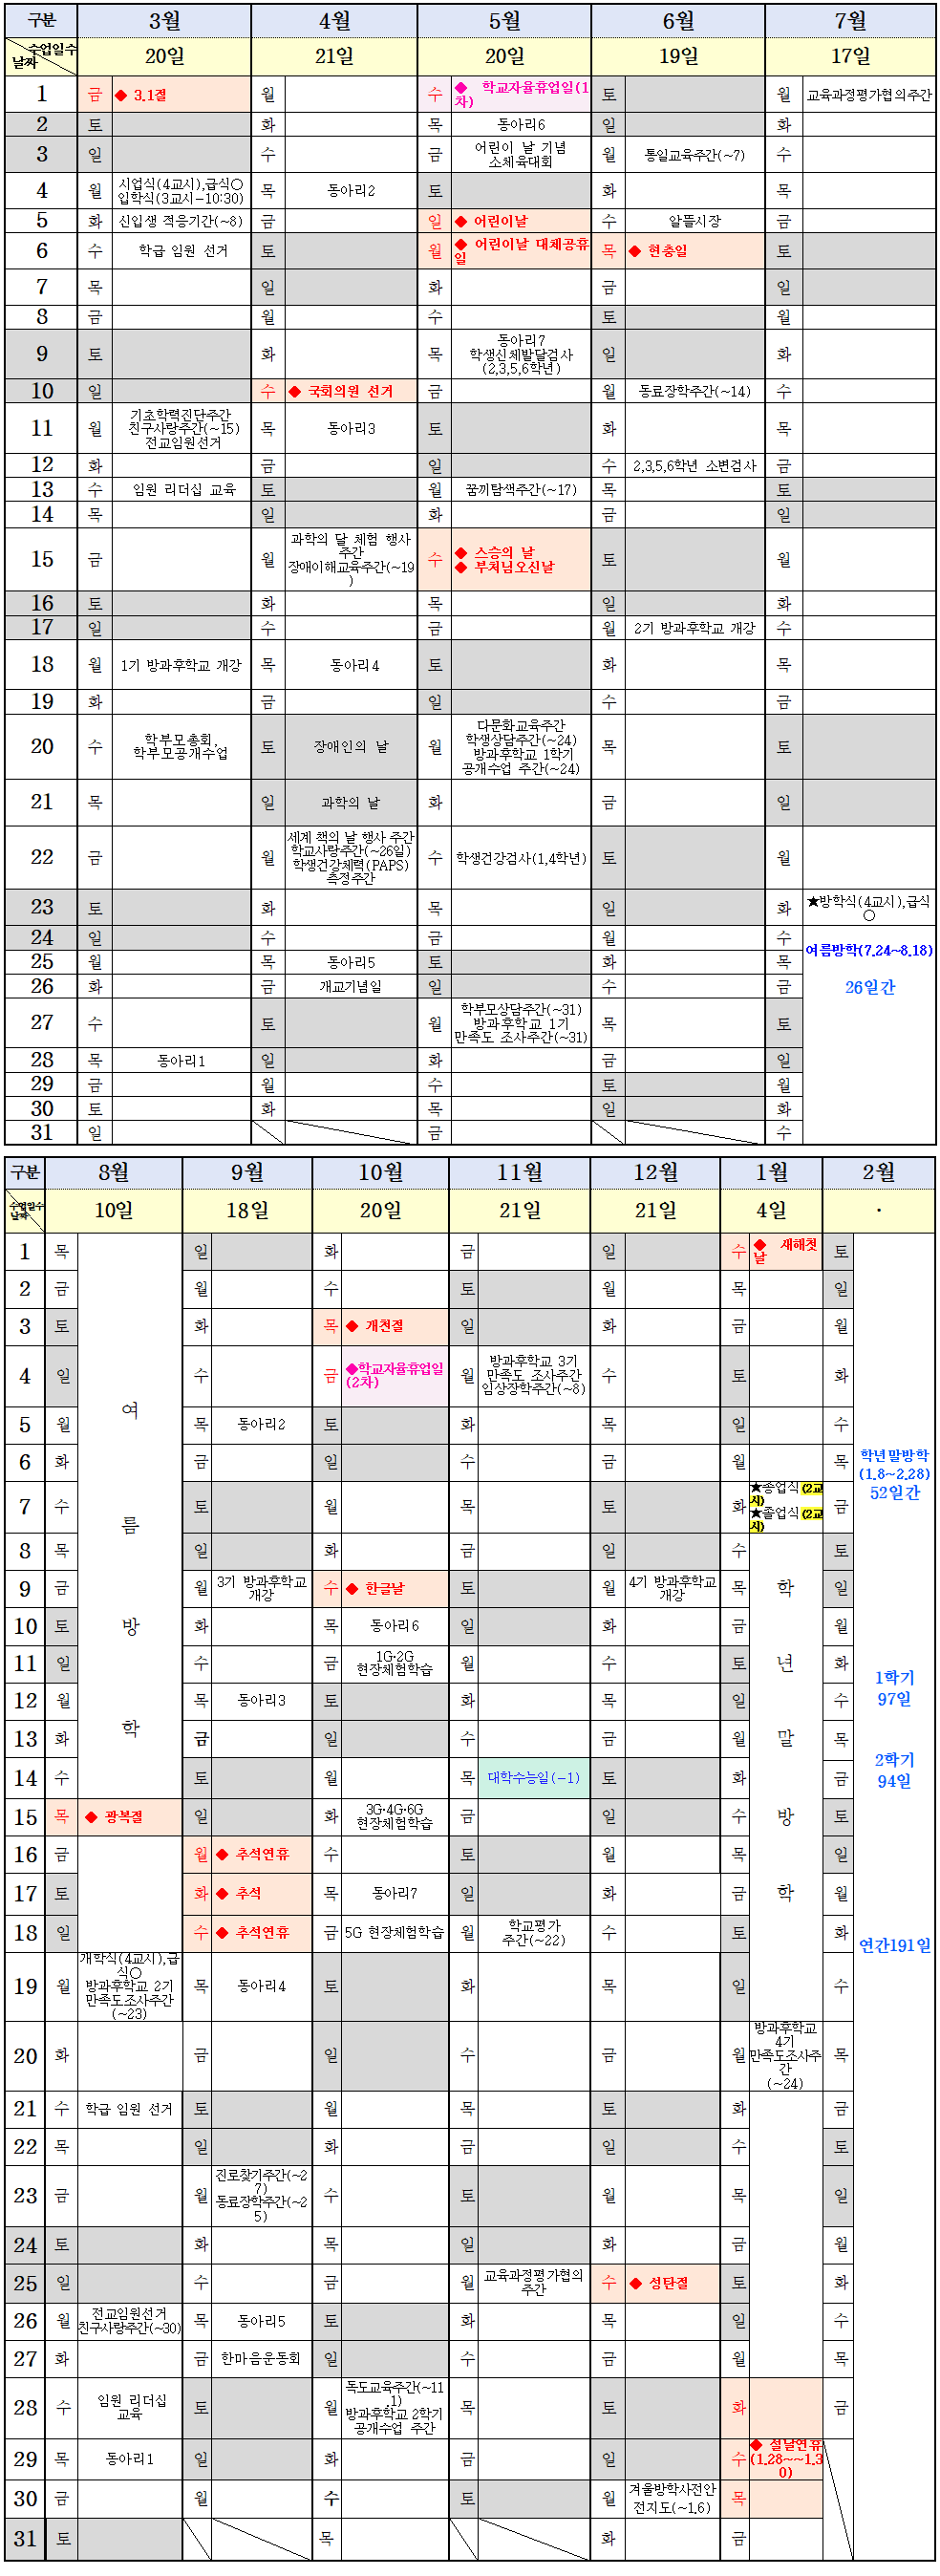 구분 3월 4월 5월 6월 7월
수업일수
날짜 20일 21일 20일 19일 17일
1 금 ◆ 3.1절 월 수 ◆ 학교자율휴업일(1
차) 토 월 교육과정평가협의주간
2 토 화 목 동아리6 일 화
3 일 수 금 어린이 날 기념
소체육대회 월 통일교육주간(~7) 수
4 월 시업식(4교시),급식○
입학식(3교시-10:30) 목 동아리2 토 화 목
5 화 신입생 적응기간(~8) 금 일 ◆ 어린이날 수 알뜰시장 금
6 수 학급 임원 선거 토 월 ◆ 어린이날 대체공휴
일 목 ◆ 현충일 토
7 목 일 화 금 일
8 금 월 수 토 월
9 토 화 목 동아리7
학생신체발달검사
(2,3,5,6학년) 일 화
10 일 수 ◆ 국회의원 선거 금 월 동료장학주간(~14) 수
11 월 기초학력진단주간
친구사랑주간(~15)
전교임원선거 목 동아리3 토 화 목
12 화 금 일 수 2,3,5,6학년 소변검사 금
13 수 임원 리더십 교육 토 월 꿈끼탐색주간(~17) 목 토
14 목 일 화 금 일
15 금 월 과학의 달 체험 행사
주간
장애이해교육주간(~19
) 수 ◆ 스승의 날
◆ 부처님오신날 토 월
16 토 화 목 일 화
17 일 수 금 월 2기 방과후학교 개강 수
18 월 1기 방과후학교 개강 목 동아리4 토 화 목
19 화 금 일 수 금
20 수 학부모총회,
학부모공개수업 토 장애인의 날 월 다문화교육주간
학생상담주간(~24)
방과후학교 1학기
공개수업 주간(~24) 목 토
21 목 일 과학의 날 화 금 일
22 금 월 세계 책의 날 행사 주간
학교사랑주간(~26일)
학생건강체력(PAPS)
측정주간 수 학생건강검사(1,4학년) 토 월
23 토 화 목 일 화 ★방학식(4교시),급식
○
24 일 수 금 월 수
여름방학(7.24~8.18)
25 월 목 동아리5 토 화 목
26 화 금 개교기념일 일 수 금 26일간
27 수 토 월 학부모상담주간(~31)
방과후학교 1기
만족도 조사주간(~31) 목 토
28 목 동아리1 일 화 금 일
29 금 월 수 토 월
30 토 화 목 일 화
31 일 금 수
구분 8월 9월 10월 11월 12월 1월 2월
수업일수
날짜 10일 18일 20일 21일 21일 4일 ·
1 목 일 화 금 일 수 ◆ 새해첫
날 토
2 금 월 수 토 월 목 일
3 토 화 목 ◆ 개천절 일 화 금 월
4 일 수 금 ◆학교자율휴업일
(2차) 월 방과후학교 3기
만족도 조사주간
임상장학주간(~8) 수 토 화
여
5 월 목 동아리2 토 화 목 일 수
6 화 금 일 수 금 월 목 학년말방학
(1.8~2.28)
52일간
7 수 름 토 월 목 토 화 ★종업식(2교
시)
★졸업식(2교
시) 금
8 목 일 화 금 일 수 토
9 금 월 3기 방과후학교
개강 수 ◆ 한글날 토 월 4기 방과후학교
개강 목 학 일
10 토 방 화 목 동아리6 일 화 금 월
11 일 수 금 1G·2G
현장체험학습 월 수 토 년 화 1학기
97일
12 월 목 동아리3 토 화 목 일 수
13 화 학 금 일 수 금 월 말 목
14 수 토 월 목 대학수능일(-1) 토 화 금 2학기
94일
15 목 ◆ 광복절 일 화 3G·4G·6G
현장체험학습 금 일 수 방 토
16 금 월 ◆ 추석연휴 수 토 월 목 일
17 토 화 ◆ 추석 목 동아리7 일 화 금 학 월
18 일 수 ◆ 추석연휴 금 5G 현장체험학습 월 학교평가
주간(~22) 수 토 화 연간191일
19 월 개학식(4교시),급
식○
방과후학교 2기
만족도조사주간
(~23) 목 동아리4 토 화 목 일 수
20 화 금 일 수 금 월 방과후학교
4기
만족도조사주
간
(~24) 목
21 수 학급 임원 선거 토 월 목 토 화 금
22 목 일 화 금 일 수 토
23 금 월 진로찾기주간(~2
7)
동료장학주간(~2
5) 수 토 월 목 일
24 토 화 목 일 화 금 월
25 일 수 금 월 교육과정평가협의
주간 수 ◆ 성탄절 토 화
26 월 전교임원선거
친구사랑주간(~30) 목 동아리5 토 화 목 일 수
27 화 금 한마음운동회 일 수 금 월 목
28 수 임원 리더십
교육 토 월 독도교육주간(~11
.1)
방과후학교 2학기
공개수업 주간 목 토 화 금
29 목 동아리1 일 화 금 일 수 ◆ 설날연휴
(1.28~~1.3
0)
30 금 월 수 토 월 겨울방학사전안
전지도(~1.6) 목
31 토 목 화 금